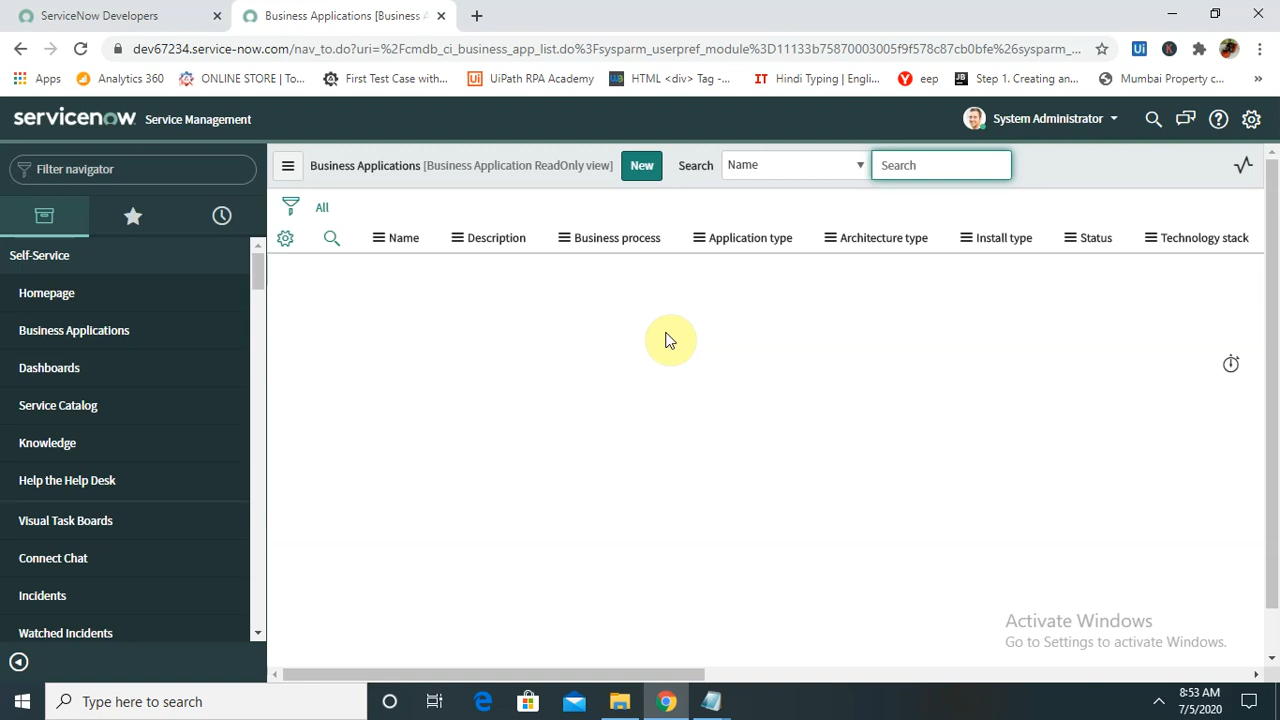 ServiceNow Developers
Business Applications [Business A
dev67234.service-now.com/nav_to.do?uri=%2Fcmdb_ci_business_app_list.do%3Fsysparm_userpref_module%3D11133b75870003005f9f578c87cb0bfe%26sysparm_...
Apps Analytics 360 ONLINE STORE | To... First Test Case with... UiPath RPA Academy HTML <div> Tag -... Hindi Typing | Engli... eep Step 1. Creating an... Mumbai Property c... »
servicenow Service Management System Administrator
Filter navigator
Business Applications [Business Application ReadOnly view] New Search Name Search
All
Name Description Business process Application type Architecture type Install type Status Technology stack
Self-Service
Homepage
Business Applications
Dashboards
Service Catalog
Knowledge
Help the Help Desk
Visual Task Boards
Connect Chat
Incidents
Watched Incidents
Activate Windows
Go to Settings to activate Windows.
Type here to search
8:53 AM
7/5/2020